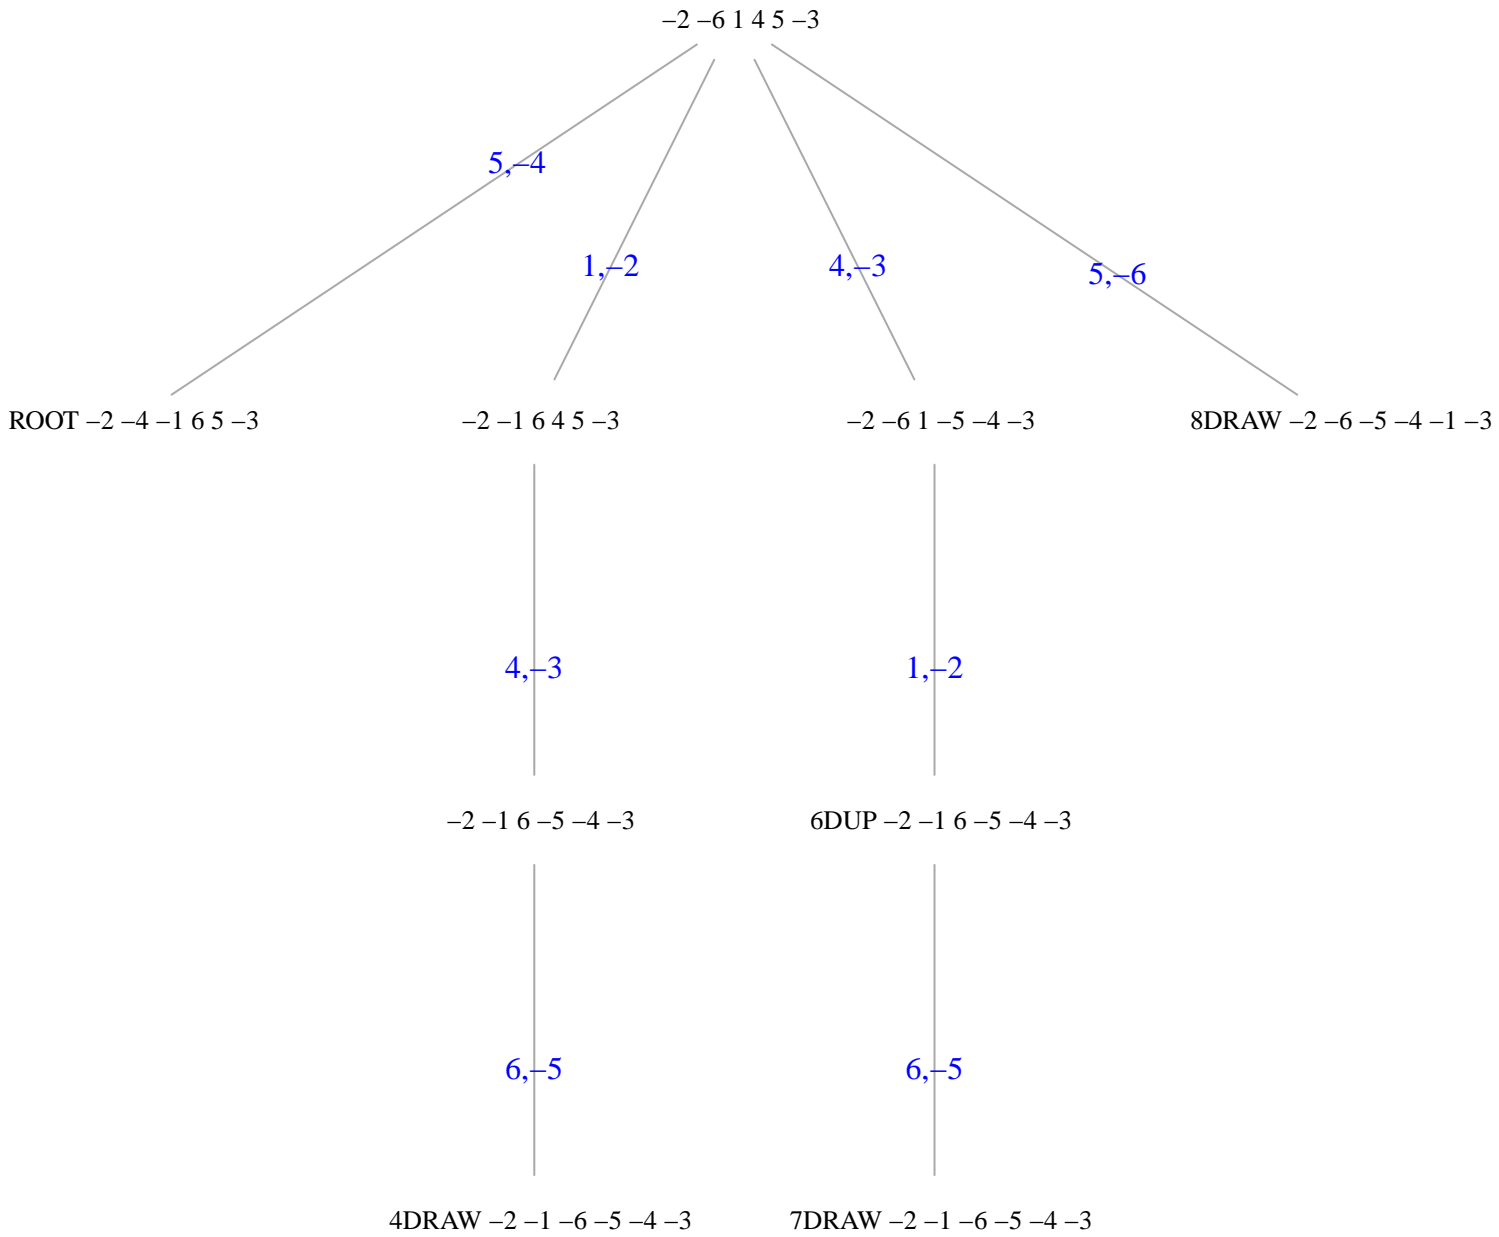 –2 –6 1 4 5 –3
5,–4
1,–2
4,–3
5,–6
ROOT –2 –4 –1 6 5 –3
–2 –1 6 4 5 –3
–2 –6 1 –5 –4 –3
8DRAW –2 –6 –5 –4 –1 –3
4,–3
1,–2
–2 –1 6 –5 –4 –3
6DUP –2 –1 6 –5 –4 –3
6,–5
6,–5
4DRAW –2 –1 –6 –5 –4 –3
7DRAW –2 –1 –6 –5 –4 –3